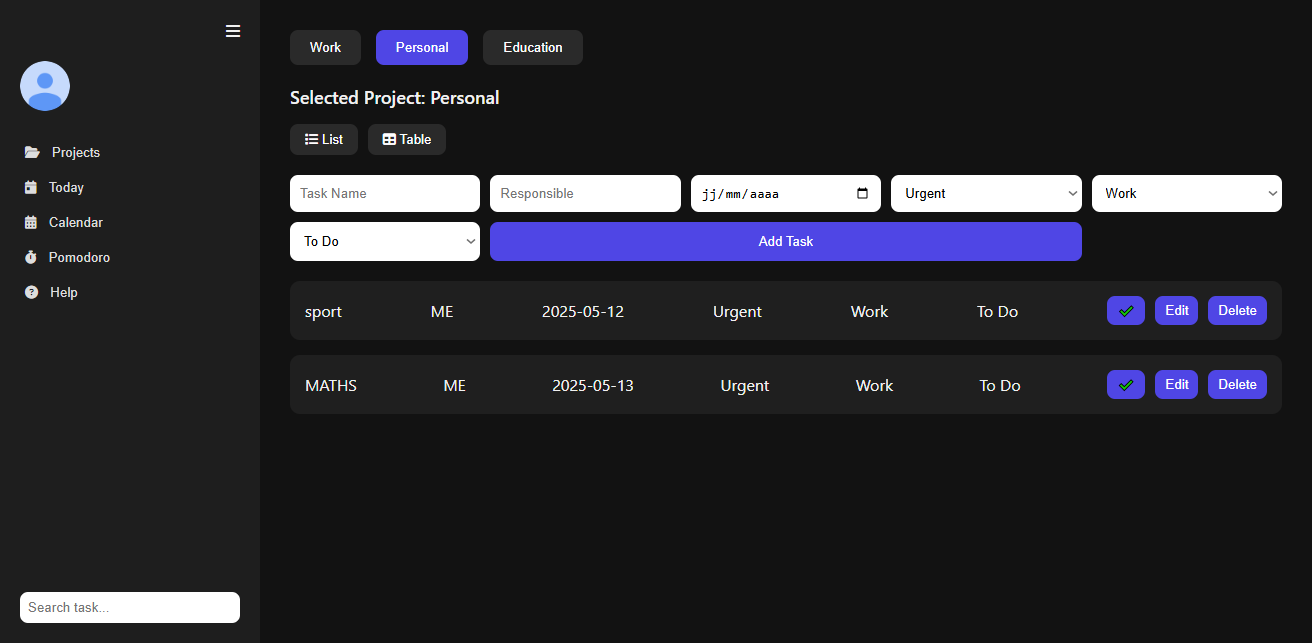 Work Personal Education
Selected Project: Personal
List Table
Projects
Today
Calendar
Pomodoro
Help
Task Name Responsible jj/mm/aaaa Urgent Work
To Do Add Task
sport ME 2025-05-12 Urgent Work To Do Edit Delete
MATHS ME 2025-05-13 Urgent Work To Do Edit Delete
Search task...